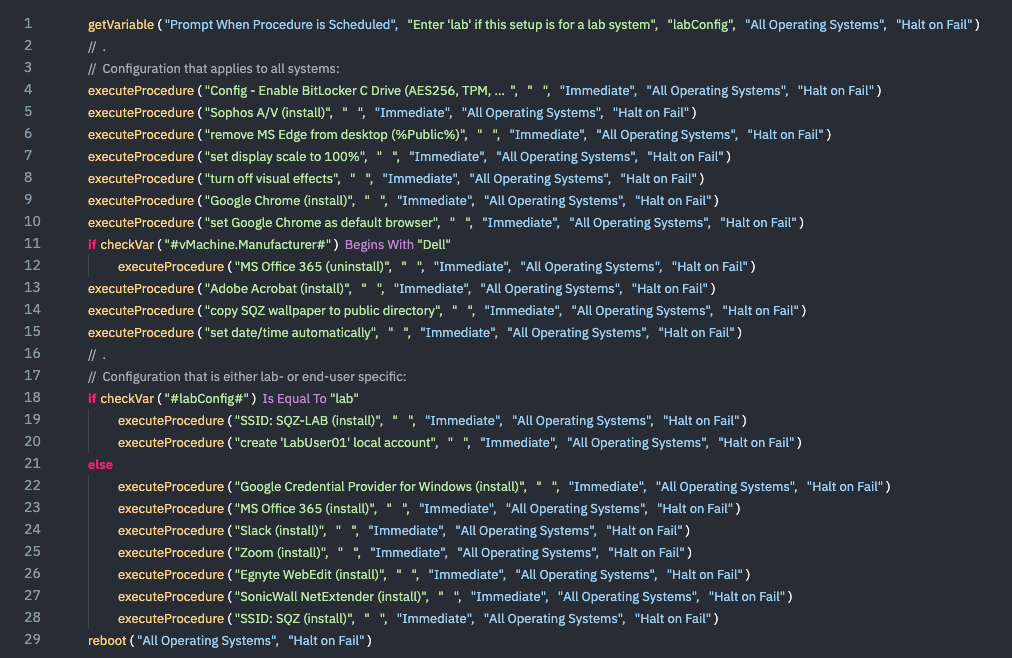 1 getVariable ("Prompt When Procedure is Scheduled", "Enter 'lab' if this setup is for a lab system", "labConfig", "All Operating Systems", "Halt on Fail")
2 // .
3 // Configuration that applies to all systems:
4 executeProcedure ("Config - Enable BitLocker C Drive (AES256, TPM, ... ", " ", "Immediate", "All Operating Systems", "Halt on Fail")
5 executeProcedure ("Sophos A/V (install)", " ", "Immediate", "All Operating Systems", "Halt on Fail")
6 executeProcedure ("remove MS Edge from desktop (%Public%)", " ", "Immediate", "All Operating Systems", "Halt on Fail")
7 executeProcedure ("set display scale to 100%", " ", "Immediate", "All Operating Systems", "Halt on Fail")
8 executeProcedure ("turn off visual effects", " ", "Immediate", "All Operating Systems", "Halt on Fail")
9 executeProcedure ("Google Chrome (install)", " ", "Immediate", "All Operating Systems", "Halt on Fail")
10 executeProcedure ("set Google Chrome as default browser", " ", "Immediate", "All Operating Systems", "Halt on Fail")
11 if checkVar ("#vMachine.Manufacturer#") Begins With "Dell"
12 executeProcedure ("MS Office 365 (uninstall)", " ", "Immediate", "All Operating Systems", "Halt on Fail")
13 executeProcedure ("Adobe Acrobat (install)", " ", "Immediate", "All Operating Systems", "Halt on Fail")
14 executeProcedure ("copy SQZ wallpaper to public directory", " ", "Immediate", "All Operating Systems", "Halt on Fail")
15 executeProcedure ("set date/time automatically", " ", "Immediate", "All Operating Systems", "Halt on Fail")
16 // .
17 // Configuration that is either lab- or end-user specific:
18 if checkVar ("#labConfig#") Is Equal To "lab"
19 executeProcedure ("SSID: SQZ-LAB (install)", " ", "Immediate", "All Operating Systems", "Halt on Fail")
20 executeProcedure ("create 'LabUser01' local account", " ", "Immediate", "All Operating Systems", "Halt on Fail")
21 else
22 executeProcedure ("Google Credential Provider for Windows (install)", " ", "Immediate", "All Operating Systems", "Halt on Fail")
23 executeProcedure ("MS Office 365 (install)", " ", "Immediate", "All Operating Systems", "Halt on Fail")
24 executeProcedure ("Slack (install)", " ", "Immediate", "All Operating Systems", "Halt on Fail")
25 executeProcedure ("Zoom (install)", " ", "Immediate", "All Operating Systems", "Halt on Fail")
26 executeProcedure ("Egnyte WebEdit (install)", " ", "Immediate", "All Operating Systems", "Halt on Fail")
27 executeProcedure ("SonicWall NetExtender (install)", " ", "Immediate", "All Operating Systems", "Halt on Fail")
28 executeProcedure ("SSID: SQZ (install)", " ", "Immediate", "All Operating Systems", "Halt on Fail")
29 reboot ("All Operating Systems", "Halt on Fail")